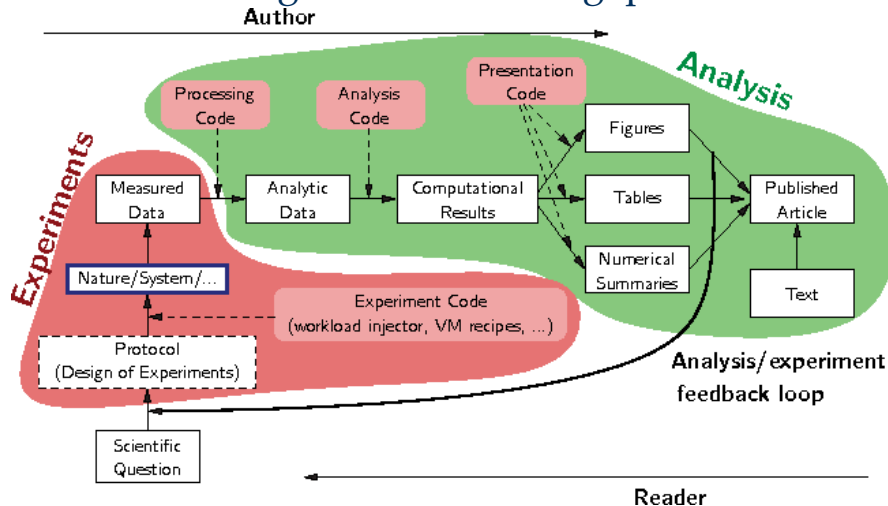 Author
Analysis
Experiments
Processing
Code
Analysis
Code
Presentation
Code
Figures
Measured
Data
Analytic
Data
Computational
Results
Tables
Published
Article
Nature/System/...
Numerical
Summaries
Text
Experiment Code
(workload injector, VM recipes, ...)
Protocol
(Design of Experiments)
Analysis/experiment
feedback loop
Scientific
Question
Reader